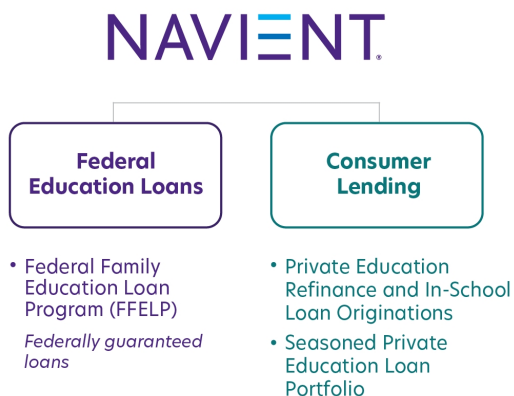 NAVIENT®
Federal
Education Loans
• Federal Family
Education Loan
Program (FFELP)
Federally guaranteed
loans
Consumer
Lending
• Private Education
Refinance and In-School
Loan Originations
• Seasoned Private
Education Loan
Portfolio